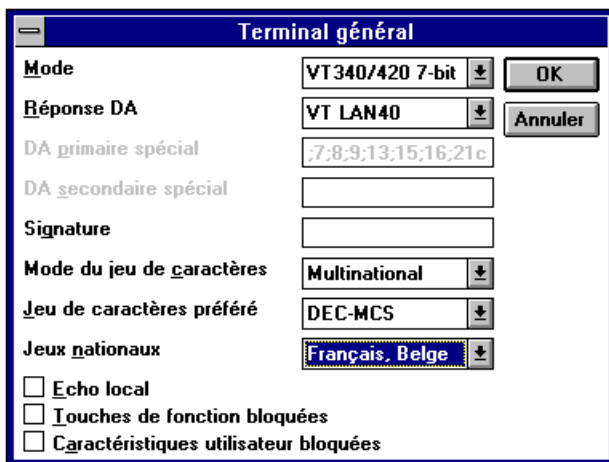 Terminal général
Mode VT340/420 7-bit OK
Réponse DA VT LAN40 Annuler
DA primaire spécial ;7;8;9;13;15;16;21c
DA secondaire spécial
Signature
Mode du jeu de caractères Multinational
Jeu de caractères préféré DEC-MCS
Jeux nationaux Français, Belge
Echo local
Touches de fonction bloquées
Caractéristiques utilisateur bloquées